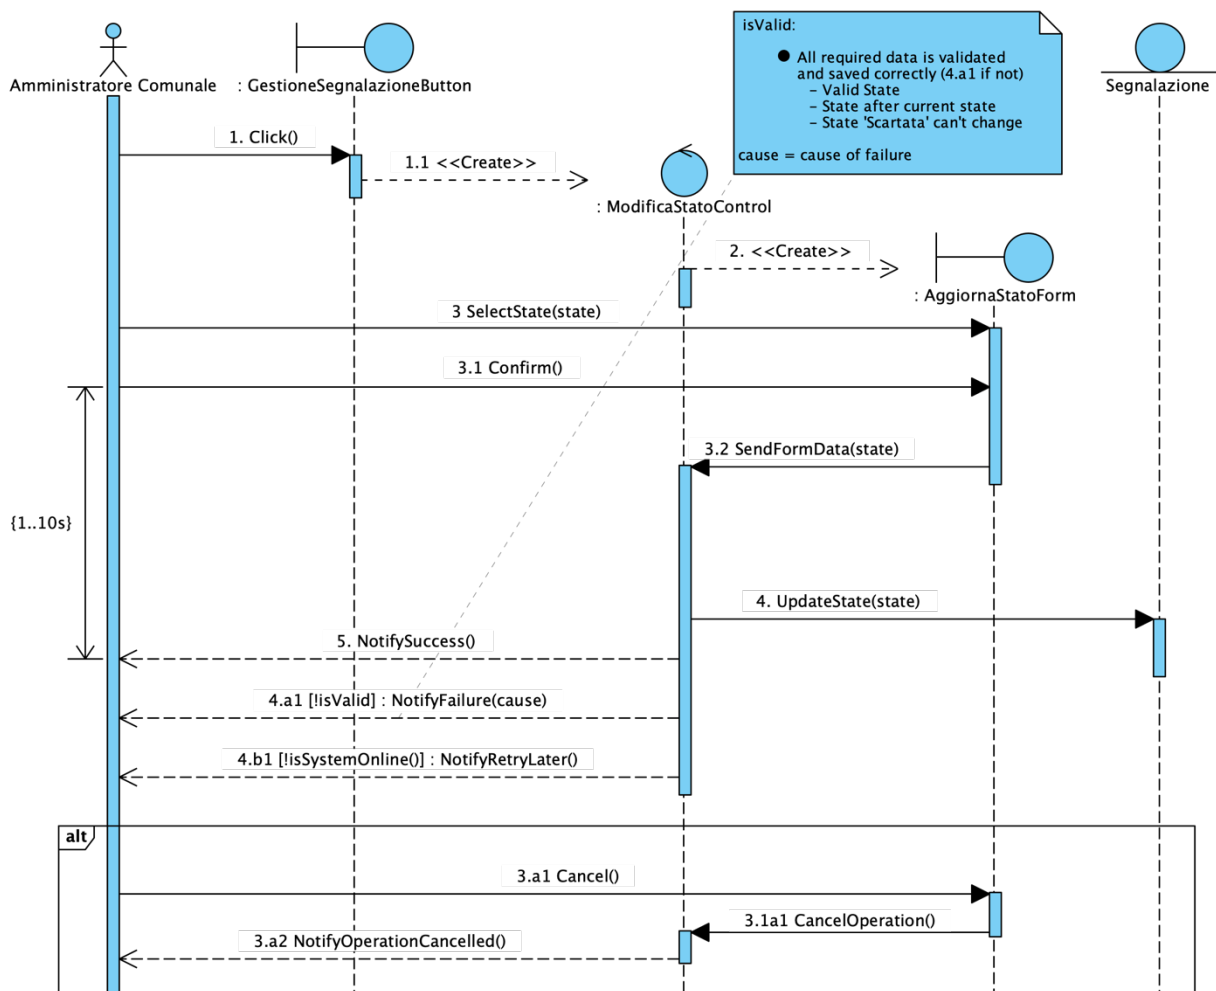 isValid:
● All required data is validated
and saved correctly (4.a1 if not)
– Valid State
– State after current state
– State 'Scartata' can't change
cause = cause of failure
Amministratore Comunale
: GestioneSegnalazioneButton
Segnalazione
1. Click()
1.1 <<Create>>
: ModificaStatoControl
2. <<Create>>
: AggiornaStatoForm
3 SelectState(state)
3.1 Confirm()
3.2 SendFormData(state)
{1..10s}
4. UpdateState(state)
5. NotifySuccess()
4.a1 [!isValid] : NotifyFailure(cause)
4.b1 [!isSystemOnline()] : NotifyRetryLater()
alt
3.a1 Cancel()
3.1a1 CancelOperation()
3.a2 NotifyOperationCancelled()